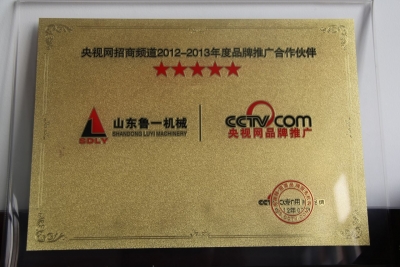 央视网招商频道2012-2013年度品牌推广合作伙伴
山东鲁一机械
SHANDONG LUYI MACHINERY
SDLY
CCTV.com
央视网品牌推广